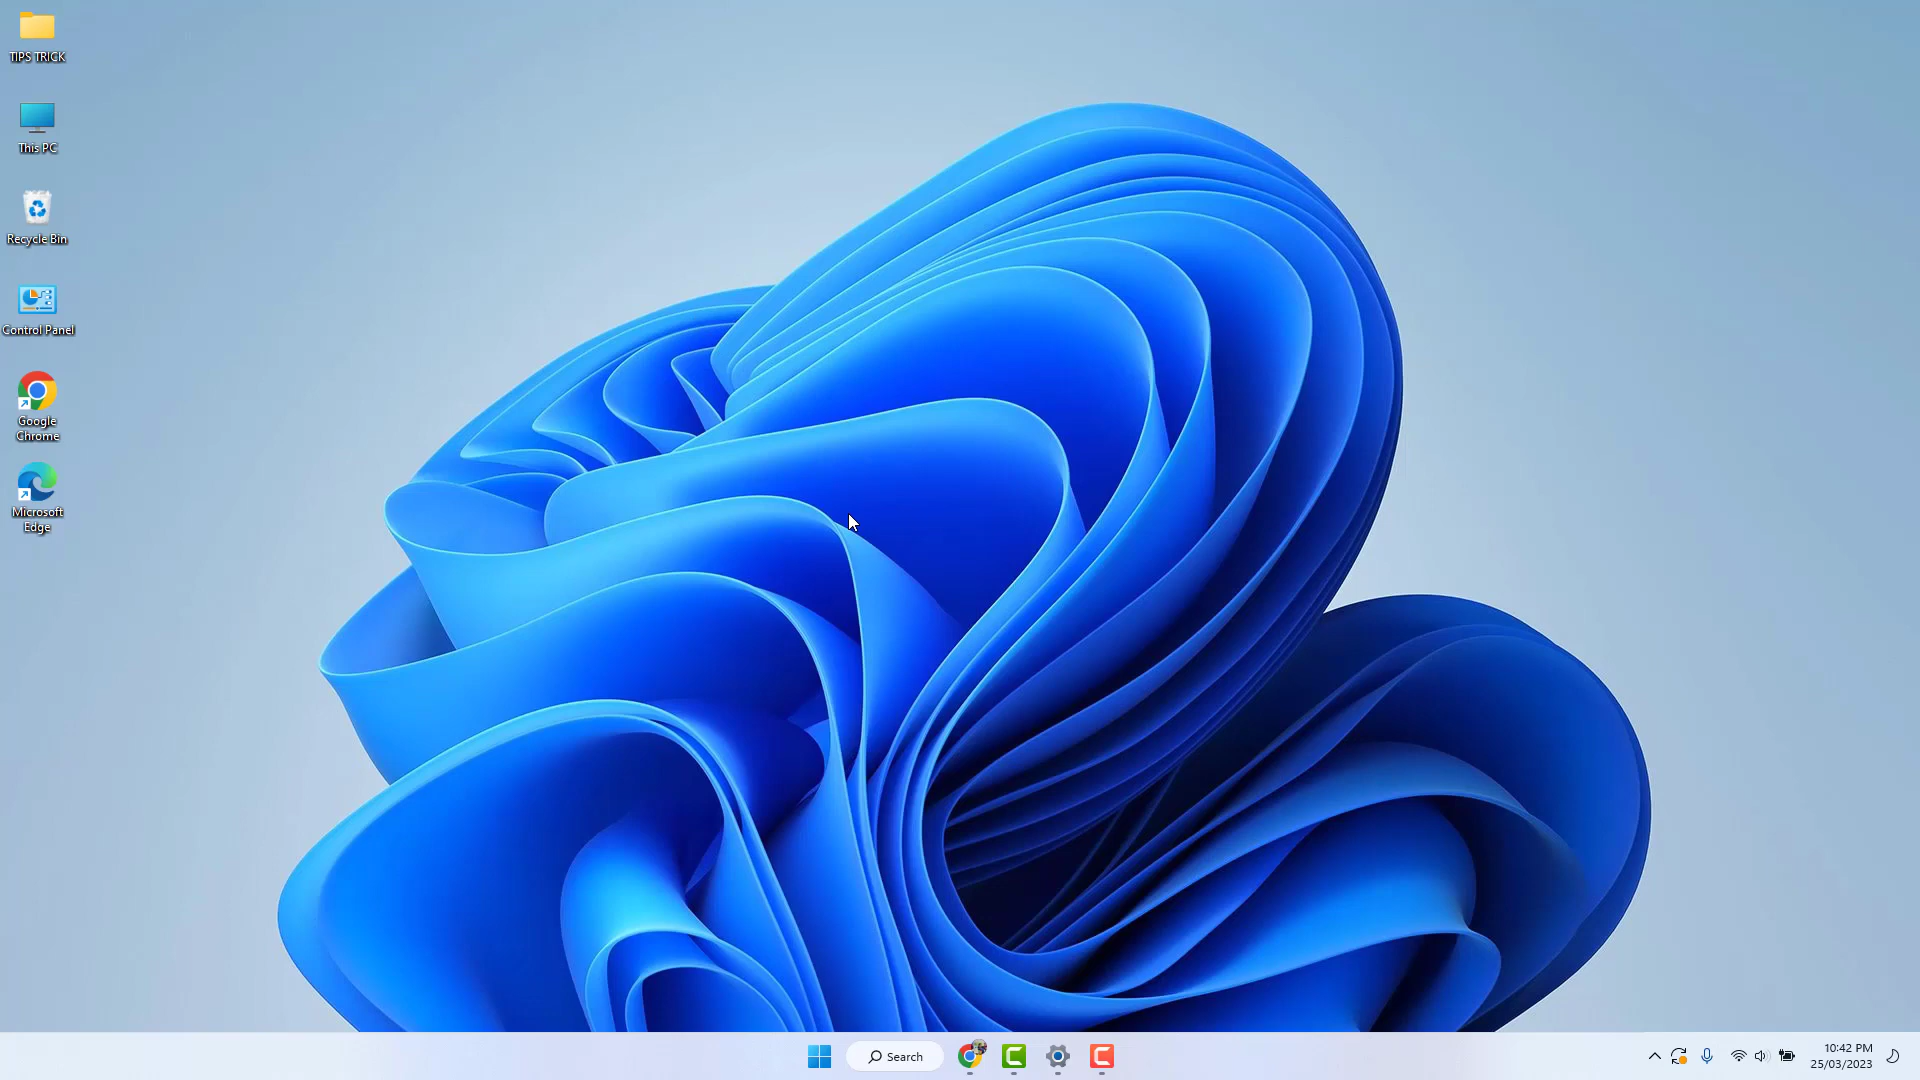 TIPS TRICK
This PC
Recycle Bin
Control Panel
Google
Chrome
Microsoft
Edge
Search
10:42 PM
25/03/2023